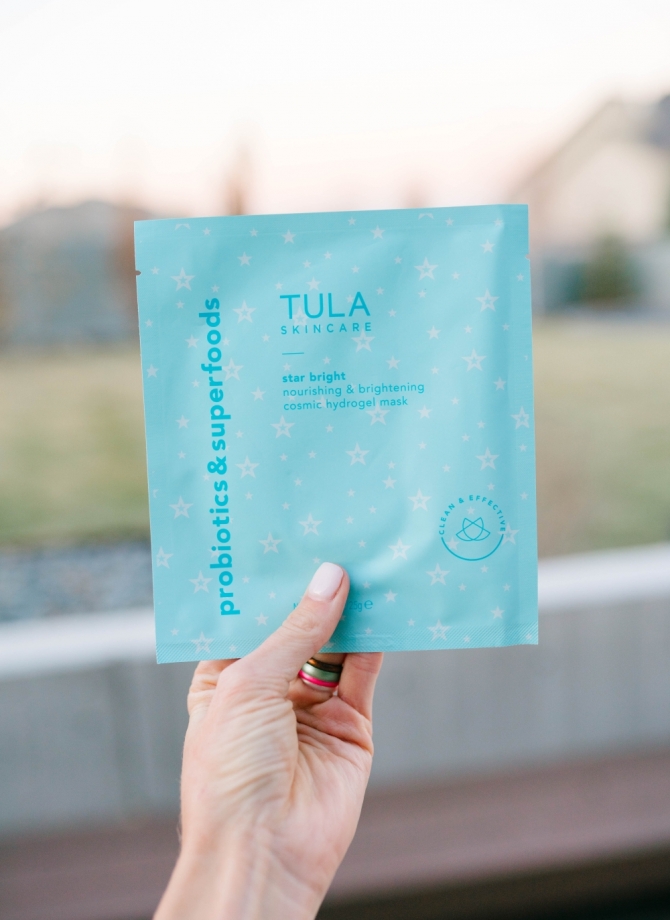 probiotics & superfoods
TULA
SKINCARE
star bright
nourishing & brightening
cosmic hydrogel mask
CLEAN & EFFECTIVE